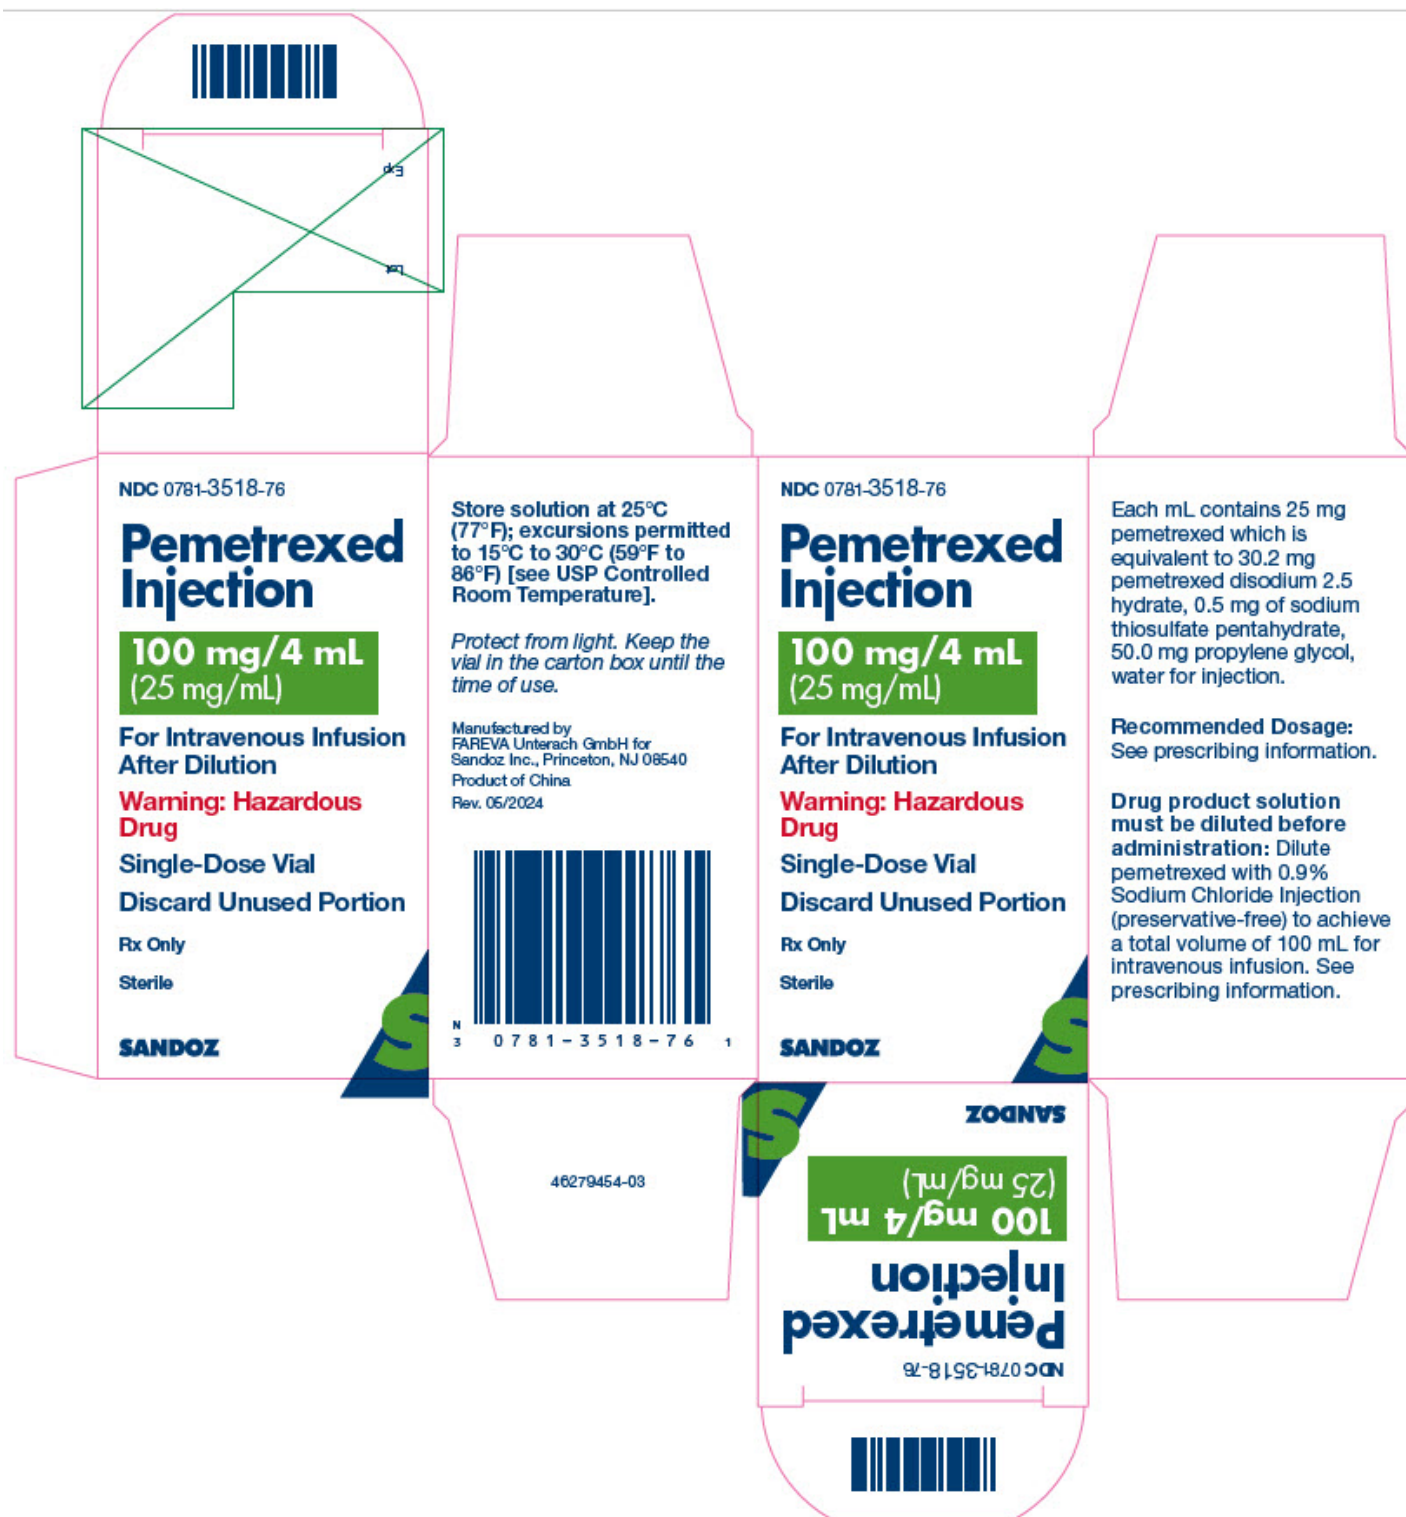 Exp
Lot
NDC 0781-3518-76
Pemetrexed
Injection
100 mg/4 mL
(25 mg/mL)
For Intravenous Infusion
After Dilution
Warning: Hazardous
Drug
Single-Dose Vial
Discard Unused Portion
Rx Only
Sterile
SANDOZ
S
Store solution at 25°C
(77°F); excursions permitted
to 15°C to 30°C (59°F to
86°F) [see USP Controlled
Room Temperature].
Protect from light. Keep the
vial in the carton box until the
time of use.
Manufactured by
FAREVA Unterach GmbH for
Sandoz Inc., Princeton, NJ 08540
Product of China
Rev. 05/2024
N
3 0781-3518-76 1
46279454-03
NDC 0781-3518-76
Pemetrexed
Injection
100 mg/4 mL
(25 mg/mL)
For Intravenous Infusion
After Dilution
Warning: Hazardous
Drug
Single-Dose Vial
Discard Unused Portion
Rx Only
Sterile
SANDOZ
S
Each mL contains 25 mg
pemetrexed which is
equivalent to 30.2 mg
pemetrexed disodium 2.5
hydrate, 0.5 mg of sodium
thiosulfate pentahydrate,
50.0 mg propylene glycol,
water for injection.
Recommended Dosage:
See prescribing information.
Drug product solution
must be diluted before
administration: Dilute
pemetrexed with 0.9%
Sodium Chloride Injection
(preservative-free) to achieve
a total volume of 100 mL for
intravenous infusion. See
prescribing information.
NDC 0781-3518-76
Pemetrexed
Injection
100 mg/4 mL
(25 mg/mL)
SANDOZ
S